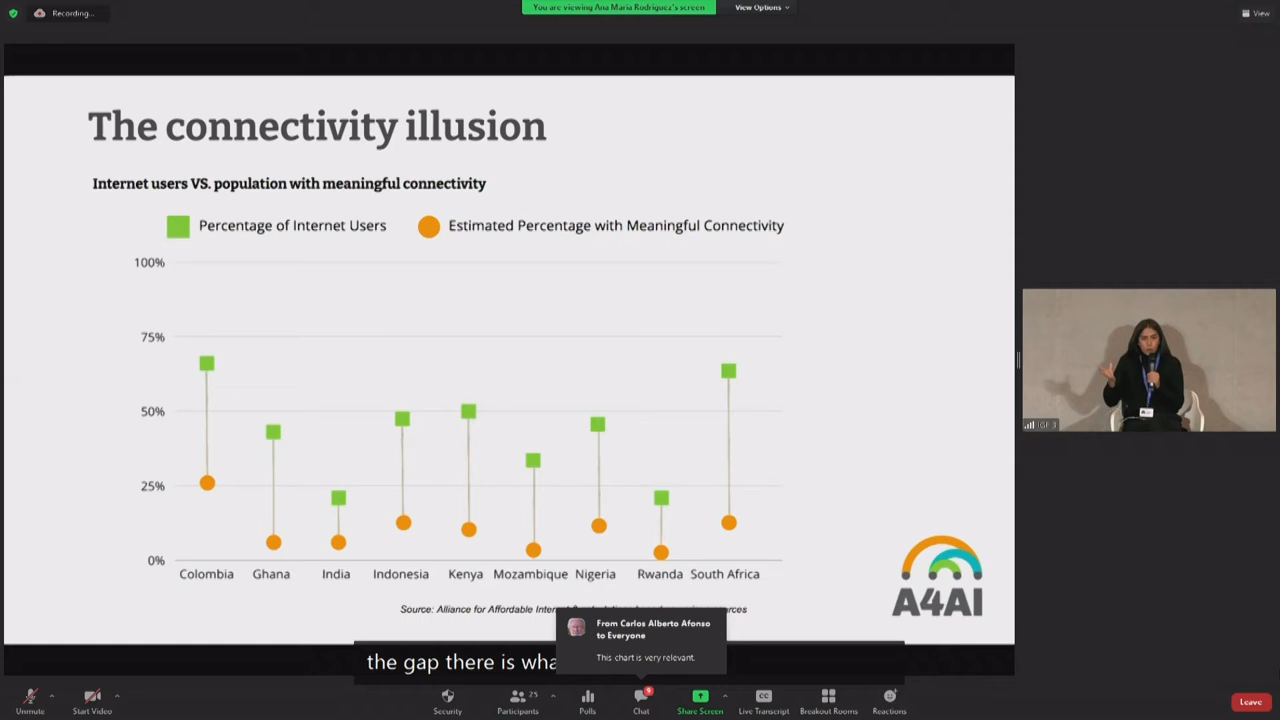 Recording...
You are viewing Ana Maria Rodriguez's screen
View Options
View
The connectivity illusion
Internet users VS. population with meaningful connectivity
Percentage of Internet Users
Estimated Percentage with Meaningful Connectivity
100%
75%
50%
25%
0%
Colombia Ghana India Indonesia Kenya Mozambique Nigeria Rwanda South Africa
Source: Alliance for Affordable
A4AI
IGF 3
From Carlos Alberto Afonso
to Everyone
This chart is very relevant.
the gap there is
Unmute
Start Video
Security
Participants
25
Polls
Chat
9
Share Screen
CC
Live Transcript
Breakout Rooms
Reactions
Leave